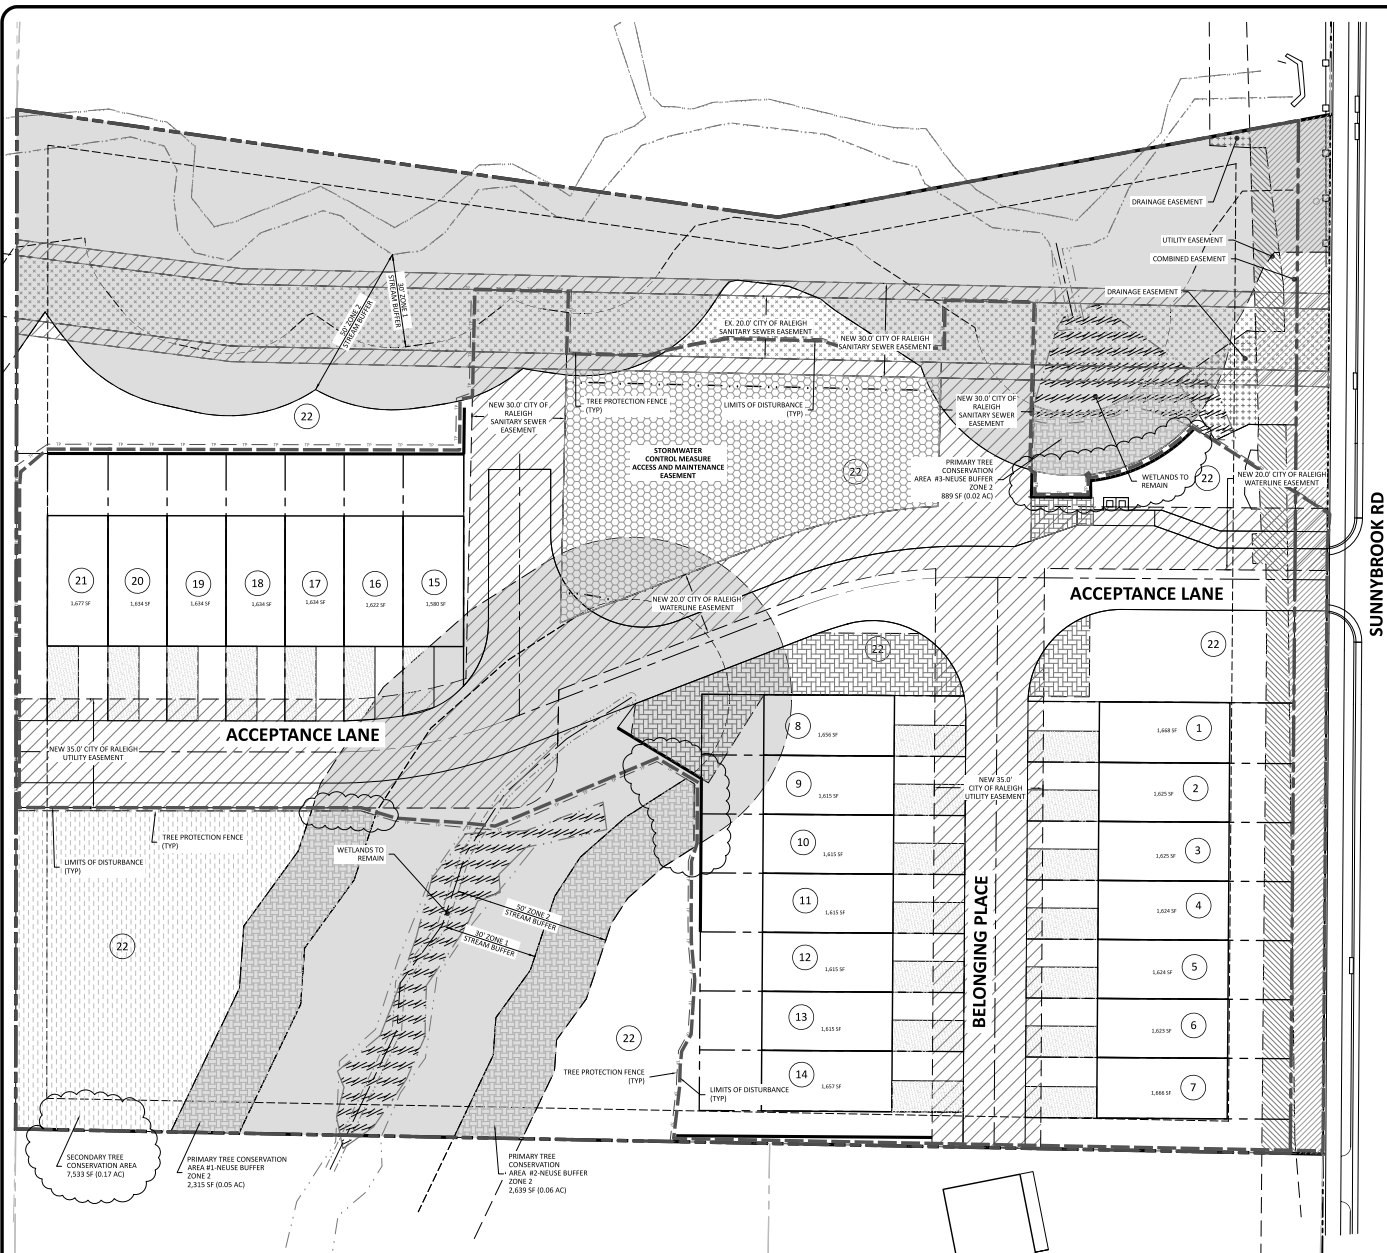 DRAINAGE EASEMENT
UTILITY EASEMENT
COMBINED EASEMENT
DRAINAGE EASEMENT
50' ZONE 2
STREAM BUFFER
30' ZONE 1
STREAM BUFFER
EX. 20.0' CITY OF RALEIGH
SANITARY SEWER EASEMENT
NEW 30.0' CITY OF RALEIGH
SANITARY SEWER EASEMENT
22
NEW 30.0' CITY OF
RALEIGH
SANITARY SEWER
EASEMENT
TREE PROTECTION FENCE
(TYP)
LIMITS OF DISTURBANCE
(TYP)
NEW 30.0' CITY OF
RALEIGH
SANITARY SEWER
EASEMENT
TP TP TP TP TP TP TP TP TP
STORMWATER
CONTROL MEASURE
ACCESS AND MAINTENANCE
EASEMENT
22
PRIMARY TREE
CONSERVATION
AREA #3-NEUSE BUFFER
ZONE 2
889 SF (0.02 AC)
WETLANDS TO
REMAIN
22
NEW 20.0' CITY OF RALEIGH
WATERLINE EASEMENT
SUNNYBROOK RD
21
1,677 SF
20
1,634 SF
19
1,634 SF
18
1,634 SF
17
1,634 SF
16
1,622 SF
15
1,580 SF
NEW 20.0' CITY OF RALEIGH
WATERLINE EASEMENT
ACCEPTANCE LANE
22
22
ACCEPTANCE LANE
NEW 35.0' CITY OF RALEIGH
UTILITY EASEMENT
8
1,656 SF
9
1,615 SF
10
1,615 SF
11
1,615 SF
12
1,615 SF
13
1,615 SF
14
1,657 SF
NEW 35.0'
CITY OF RALEIGH
UTILITY EASEMENT
BELONGING PLACE
1,668 SF
1
1,625 SF
2
1,625 SF
3
1,624 SF
4
1,624 SF
5
1,623 SF
6
1,666 SF
7
TREE PROTECTION FENCE
(TYP)
LIMITS OF DISTURBANCE
(TYP)
WETLANDS TO
REMAIN
50' ZONE 2
STREAM BUFFER
30' ZONE 1
STREAM BUFFER
22
22
TREE PROTECTION FENCE
(TYP)
LIMITS OF DISTURBANCE
(TYP)
SECONDARY TREE
CONSERVATION AREA
7,533 SF (0.17 AC)
PRIMARY TREE CONSERVATION
AREA #1-NEUSE BUFFER
ZONE 2
2,315 SF (0.05 AC)
PRIMARY TREE
CONSERVATION
AREA #2-NEUSE BUFFER
ZONE 2
2,639 SF (0.06 AC)